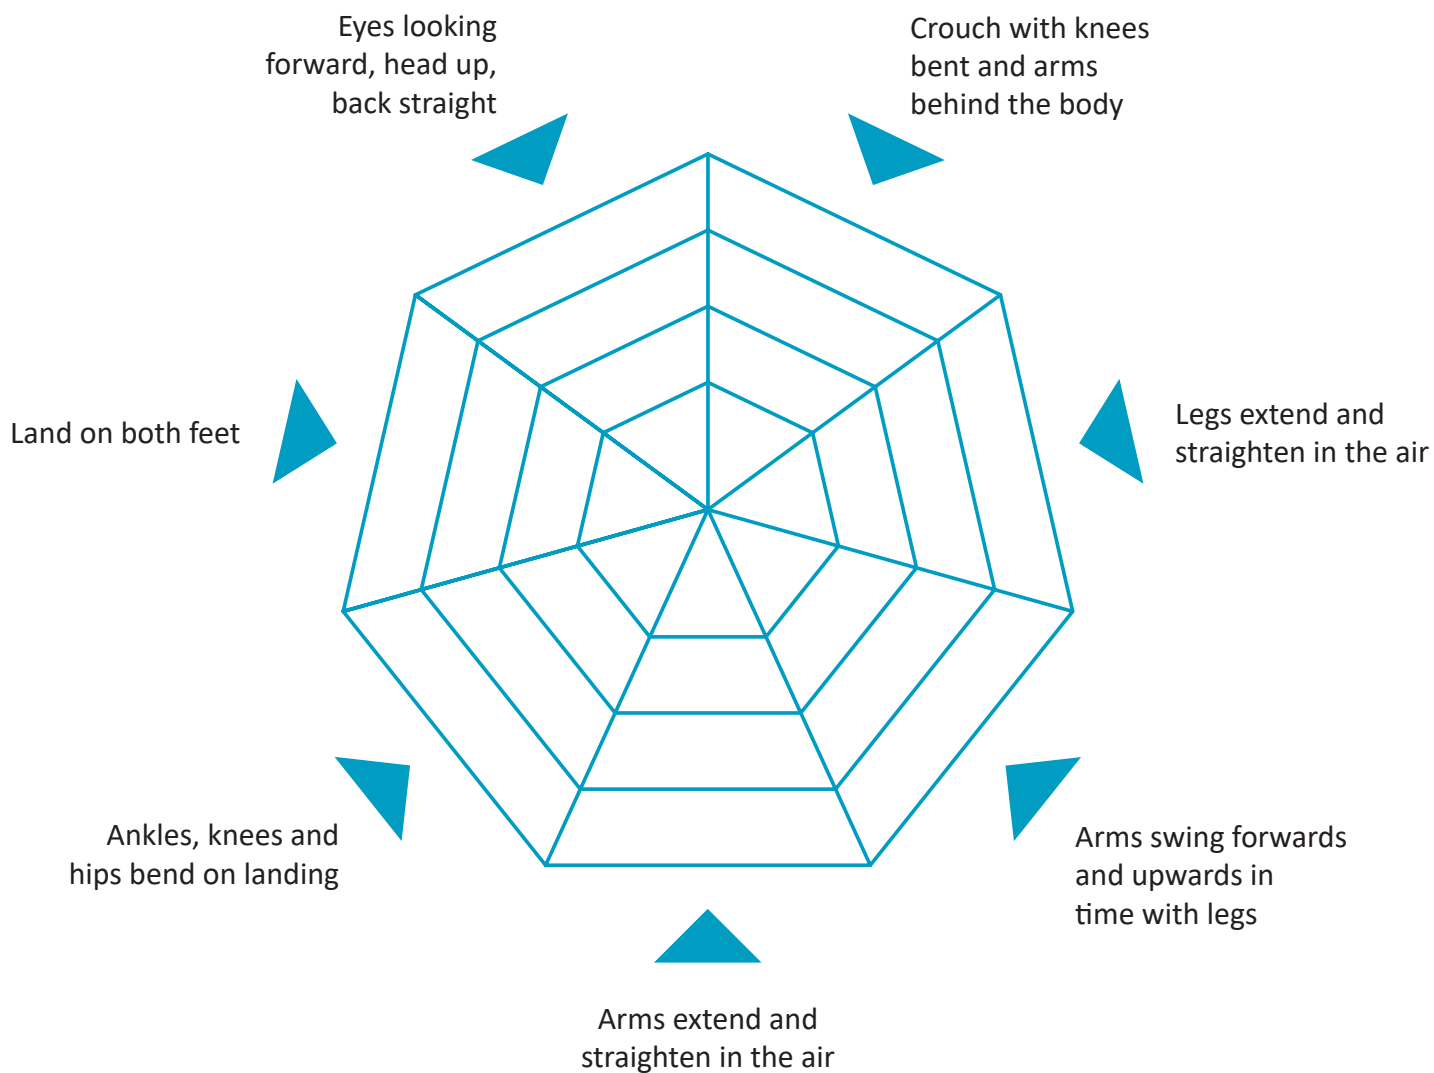 Eyes looking
forward, head up,
back straight
Crouch with knees
bent and arms
behind the body
Land on both feet
Legs extend and
straighten in the air
Ankles, knees and
hips bend on landing
Arms swing forwards
and upwards in
time with legs
Arms extend and
straighten in the air